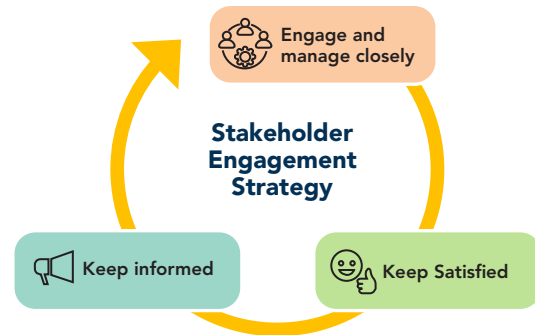 Engage and
manage closely
Stakeholder
Engagement
Strategy
Keep informed
Keep Satisfied